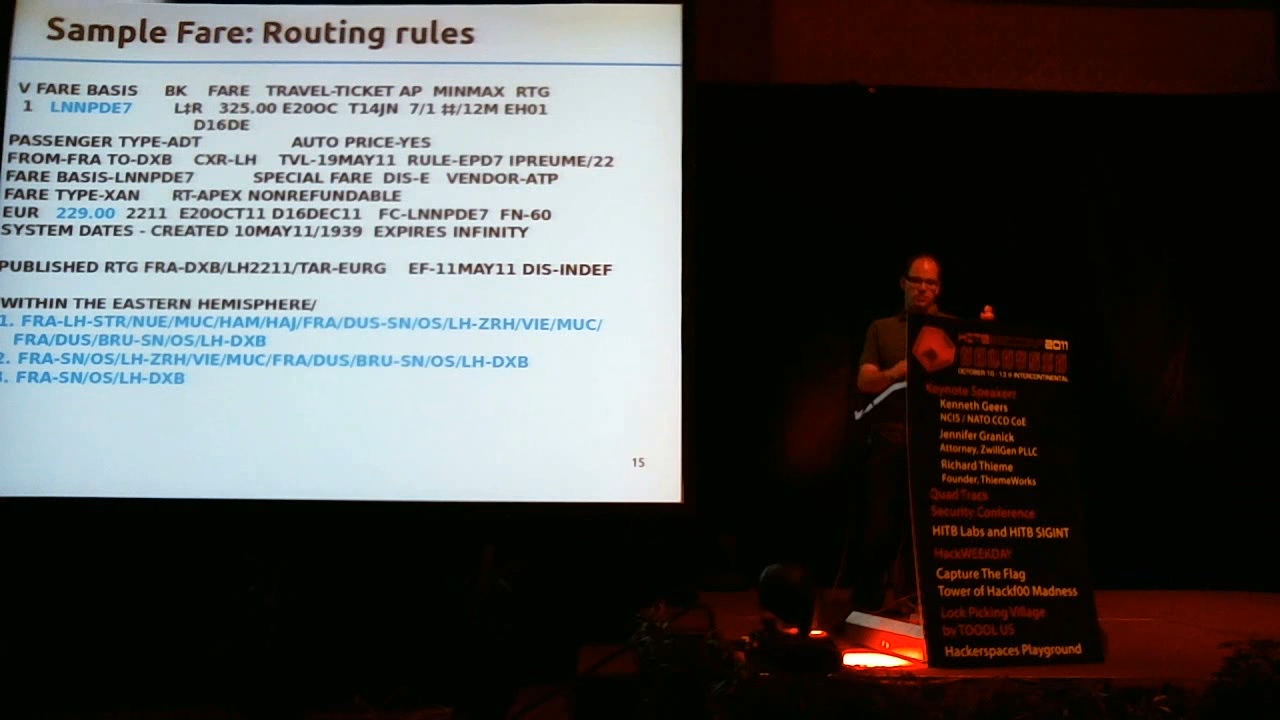 Sample Fare: Routing rules
V FARE BASIS BK FARE TRAVEL-TICKET AP MINMAX RTG
1 LNNPDE7 L‡R 325.00 E20OC T14JN 7/1 ‡‡/12M EH01
D16DE
PASSENGER TYPE-ADT AUTO PRICE-YES
FROM-FRA TO-DXB CXR-LH TVL-19MAY11 RULE-EPD7 IPREUME/22
FARE BASIS-LNNPDE7 SPECIAL FARE DIS-E VENDOR-ATP
FARE TYPE-XAN RT-APEX NONREFUNDABLE
EUR 229.00 2211 E20OCT11 D16DEC11 FC-LNNPDE7 FN-60
SYSTEM DATES - CREATED 10MAY11/1939 EXPIRES INFINITY
PUBLISHED RTG FRA-DXB/LH2211/TAR-EURG EF-11MAY11 DIS-INDEF
WITHIN THE EASTERN HEMISPHERE/
1. FRA-LH-STR/NUE/MUC/HAM/HAJ/FRA/DUS-SN/OS/LH-ZRH/VIE/MUC/
FRA/DUS/BRU-SN/OS/LH-DXB
2. FRA-SN/OS/LH-ZRH/VIE/MUC/FRA/DUS/BRU-SN/OS/LH-DXB
3. FRA-SN/OS/LH-DXB
15
2011
OCTOBER 10 - 13 @ INTERCONTINENTAL
Keynote Speakers
Kenneth Geers
NCIS / NATO CCD CoE
Jennifer Granick
Attorney, ZwillGen PLLC
Richard Thieme
Founder, ThiemeWorks
Quad Track
Security Conference
HITB Labs and HITB SIGINT
HackWEEKDAY
Capture The Flag
Tower of Hackf00 Madness
Lock Picking Village
by TOOOL US
Hackerspaces Playground